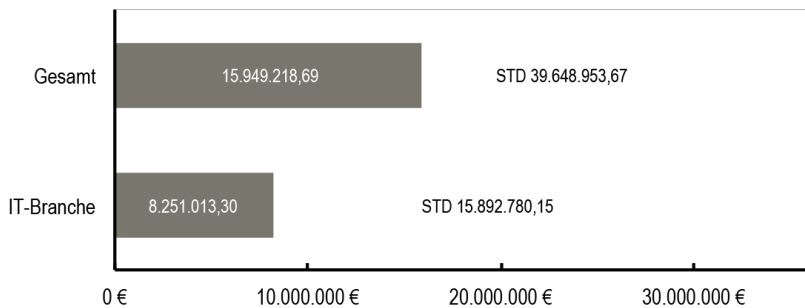 Gesamt
15.949.218,69
STD 39.648.953,67
IT-Branche
8.251.013,30
STD 15.892.780,15
0 €
10.000.000 €
20.000.000 €
30.000.000 €